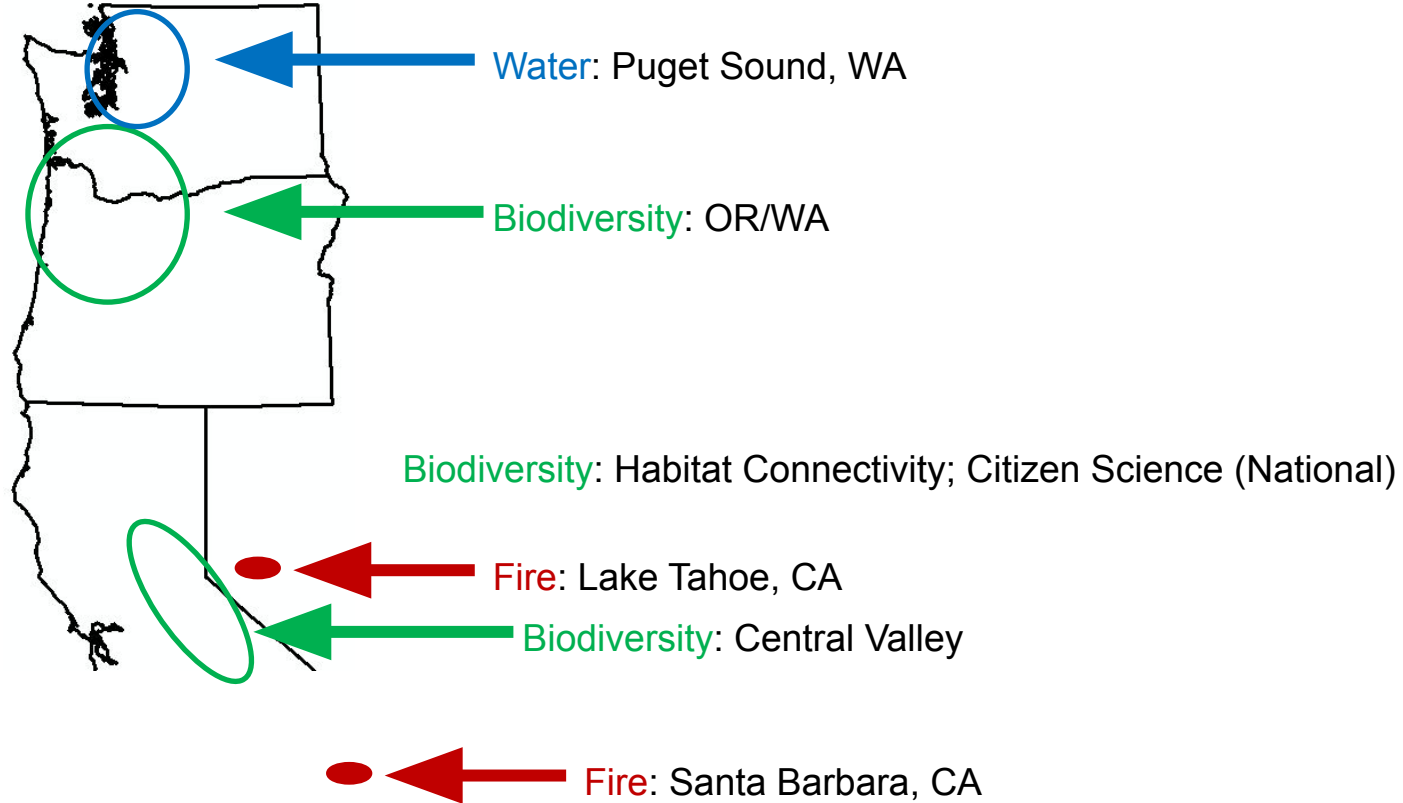 Water: Puget Sound, WA
Biodiversity: OR/WA
Biodiversity: Habitat Connectivity; Citizen Science (National)
Fire: Lake Tahoe, CA
Biodiversity: Central Valley
Fire: Santa Barbara, CA